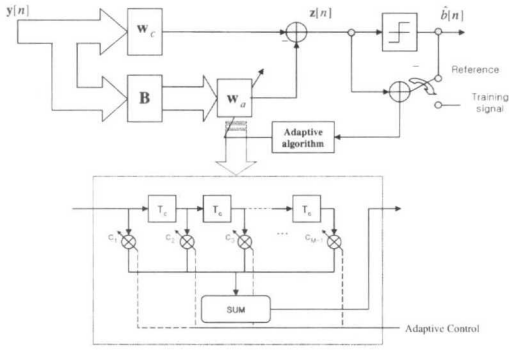 y[n]
w_c
z[n]
b̂[n]
−
−
Reference
B
w_a
Training
signal
Adaptive
algorithm
T_c
T_c
T_c
C_1
C_2
C_3
...
C_{M-1}
SUM
Adaptive Control